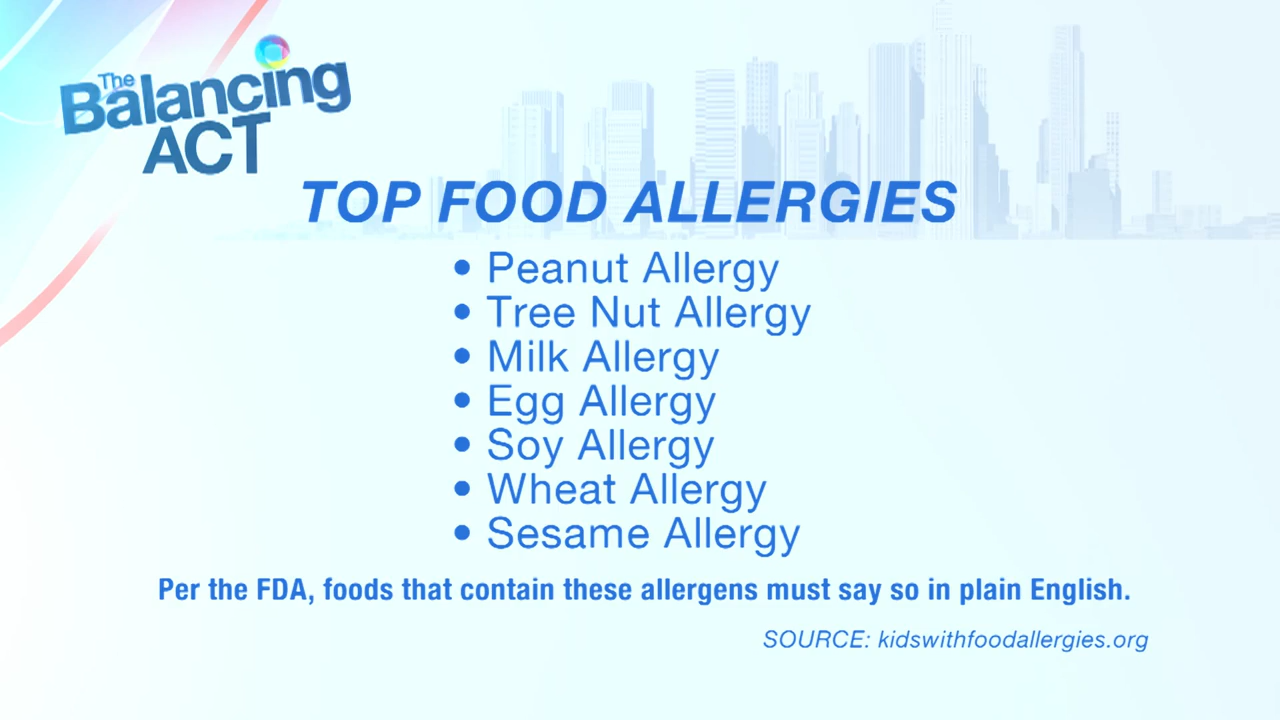 The
Balancing
ACT
TOP FOOD ALLERGIES
• Peanut Allergy
• Tree Nut Allergy
• Milk Allergy
• Egg Allergy
• Soy Allergy
• Wheat Allergy
• Sesame Allergy
Per the FDA, foods that contain these allergens must say so in plain English.
SOURCE: kidswithfoodallergies.org